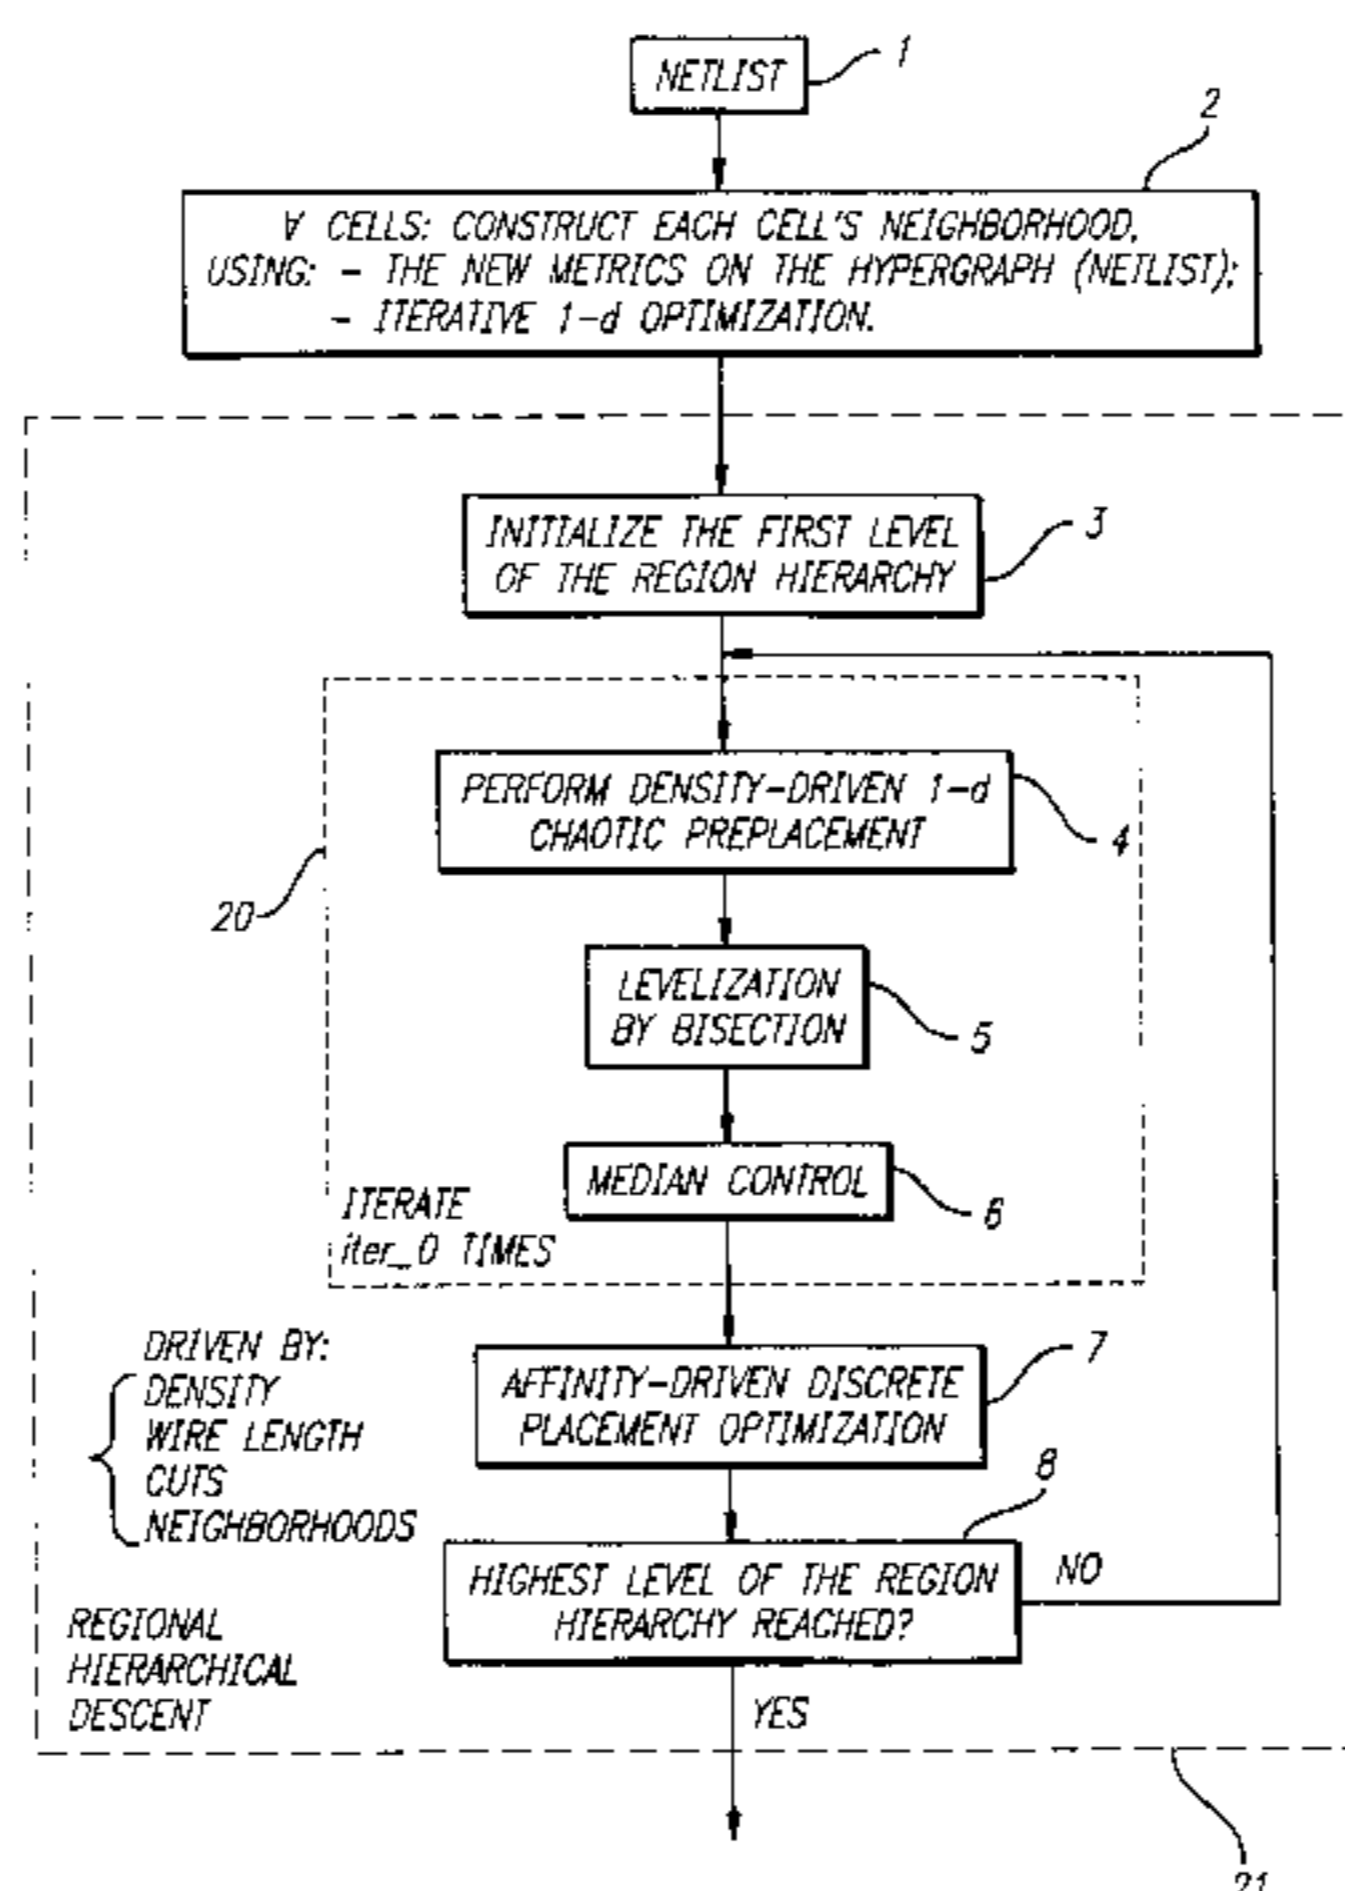 1
NETLIST
2
∀ CELLS: CONSTRUCT EACH CELL'S NEIGHBORHOOD,
USING: - THE NEW METRICS ON THE HYPERGRAPH (NETLIST);
- ITERATIVE 1-d OPTIMIZATION.
INITIALIZE THE FIRST LEVEL
OF THE REGION HIERARCHY
3
PERFORM DENSITY-DRIVEN 1-d
CHAOTIC PREPLACEMENT
4
20
LEVELIZATION
BY BISECTION
5
MEDIAN CONTROL
6
ITERATE
iter_0 TIMES
DRIVEN BY:
DENSITY
WIRE LENGTH
CUTS
NEIGHBORHOODS
AFFINITY-DRIVEN DISCRETE
PLACEMENT OPTIMIZATION
7
8
HIGHEST LEVEL OF THE REGION
HIERARCHY REACHED?
NO
REGIONAL
HIERARCHICAL
DESCENT
YES
21